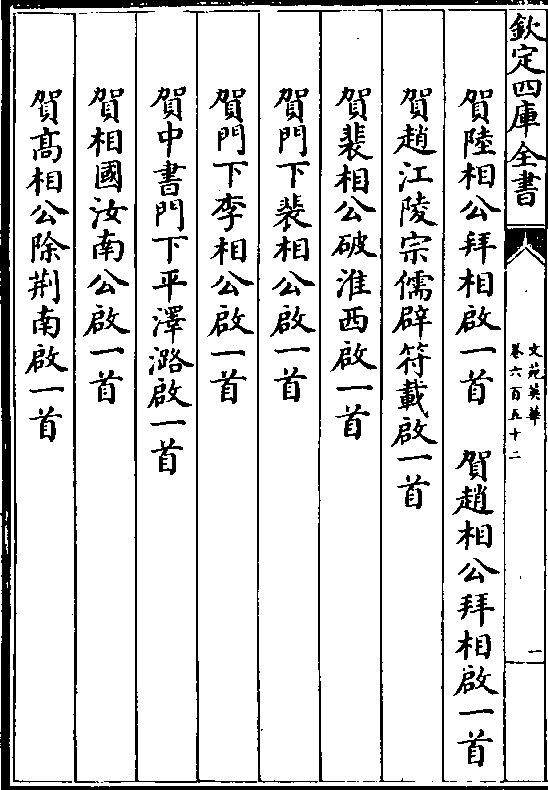 欽定四庫全書
文苑英華
卷六百五十二
一
賀陸相公拜相啟一首　賀趙相公拜相啟一首
賀趙江陵宗儒辟符載啟一首
賀裴相公破淮西啟一首
賀門下裴相公啟一首
賀門下李相公啟一首
賀中書門下平澤潞啟一首
賀相國汝南公啟一首
賀髙相公除荆南啟一首